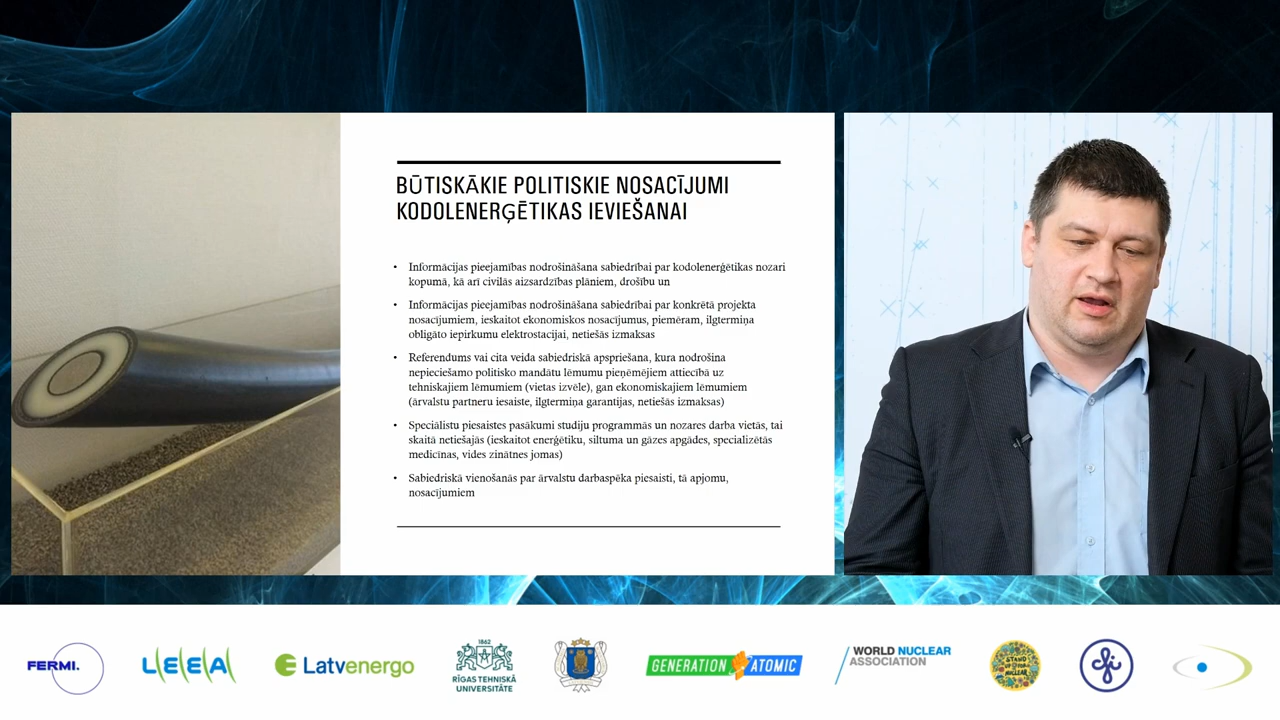 BŪTISKĀKIE POLITISKIE NOSACĪJUMI
KODOLENERĢĒTIKAS IEVIEŠANAI
• Informācijas pieejamības nodrošināšana sabiedrībai par kodolenerģētikas nozari
kopumā, kā arī civilās aizsardzības plāniem, drošību un
• Informācijas pieejamības nodrošināšana sabiedrībai par konkrētā projekta
nosacījumiem, ieskaitot ekonomiskos nosacījumus, piemēram, ilgtermiņa
obligāto iepirkumu elektrostacijai, netiešās izmaksas
• Referendums vai cita veida sabiedriskā apspriešana, kura nodrošina
nepieciešamo politisko mandātu lēmumu pieņēmējiem attiecībā uz
tehniskajiem lēmumiem (vietas izvēle), gan ekonomiskajiem lēmumiem
(ārvalstu partneru iesaiste, ilgtermiņa garantijas, netiešās izmaksas)
• Speciālistu piesaistes pasākumi studiju programmās un nozares darba vietās, tai
skaitā netiešajās (ieskaitot enerģētiku, siltuma un gāzes apgādes, specializētās
medicīnas, vides zinātnes jomas)
• Sabiedriskā vienošanās par ārvalstu darbaspēka piesaisti, tā apjomu,
nosacījumiem
FERMI.
LEEA
Latvenergo
1862
RĪGAS TEHNISKĀ
UNIVERSITĀTE
GENERATION ATOMIC
WORLD NUCLEAR
ASSOCIATION
STAND
UP FOR
NUCLEAR